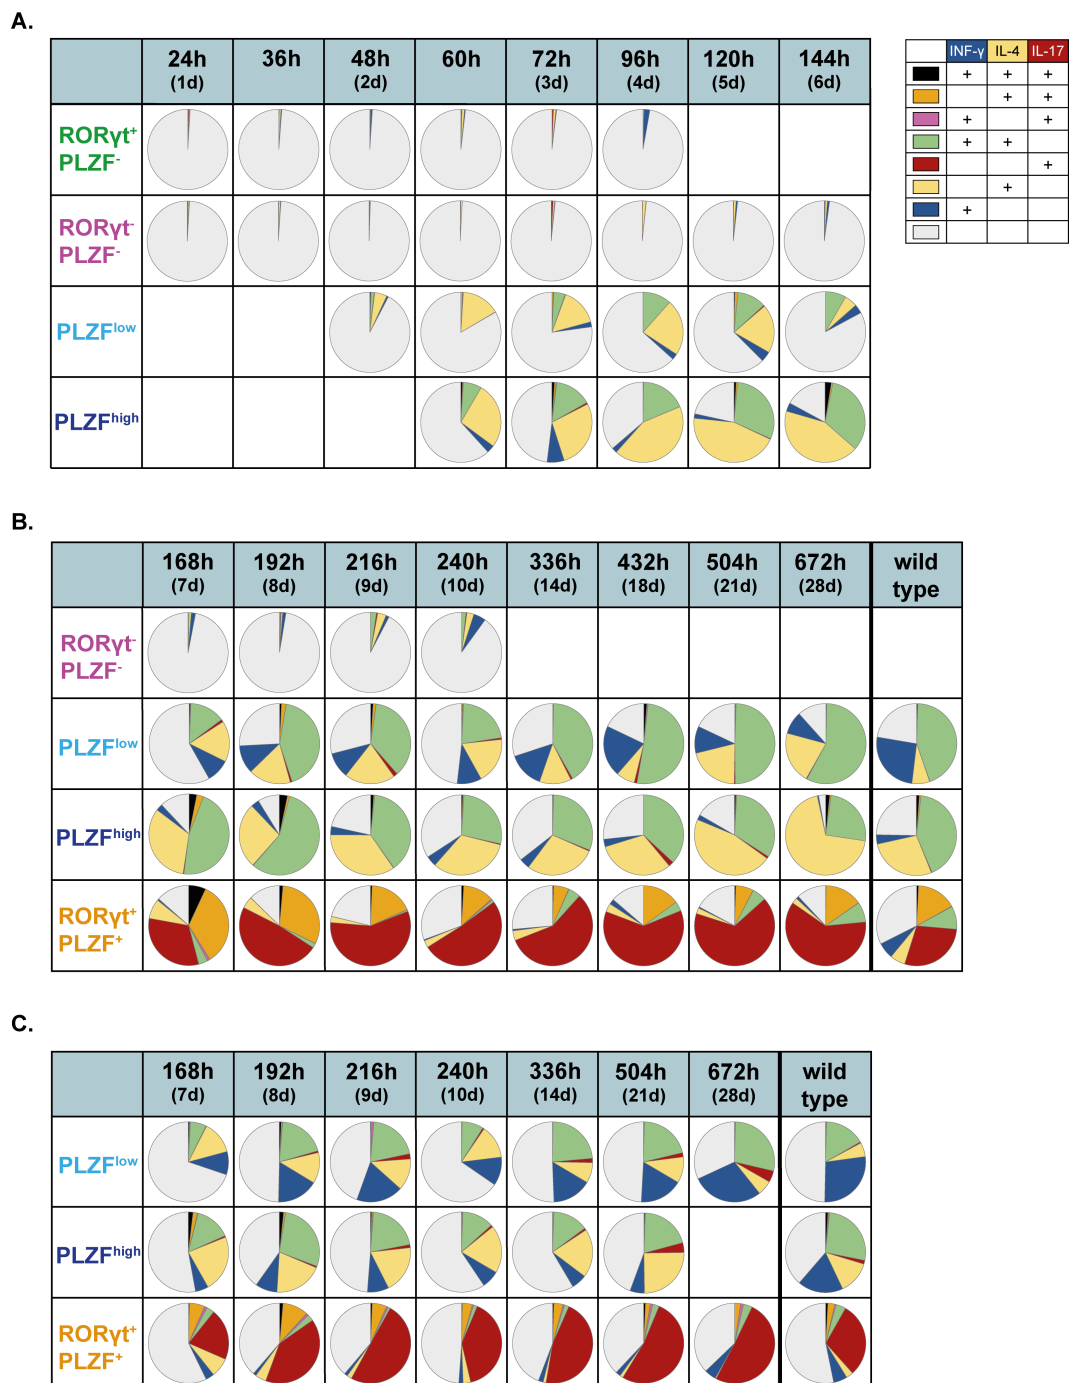 A.
24h 36h 48h 60h 72h 96h 120h 144h
(1d) (2d) (3d) (4d) (5d) (6d)
RORγt+
PLZF-
RORγt-
PLZF-
PLZFlow
PLZFhigh
INF-γ IL-4 IL-17
+ + +
+ +
+ +
+ +
+
+
+
B.
168h 192h 216h 240h 336h 432h 504h 672h wild
(7d) (8d) (9d) (10d) (14d) (18d) (21d) (28d) type
RORγt-
PLZF-
PLZFlow
PLZFhigh
RORγt+
PLZF+
C.
168h 192h 216h 240h 336h 504h 672h wild
(7d) (8d) (9d) (10d) (14d) (21d) (28d) type
PLZFlow
PLZFhigh
RORγt+
PLZF+